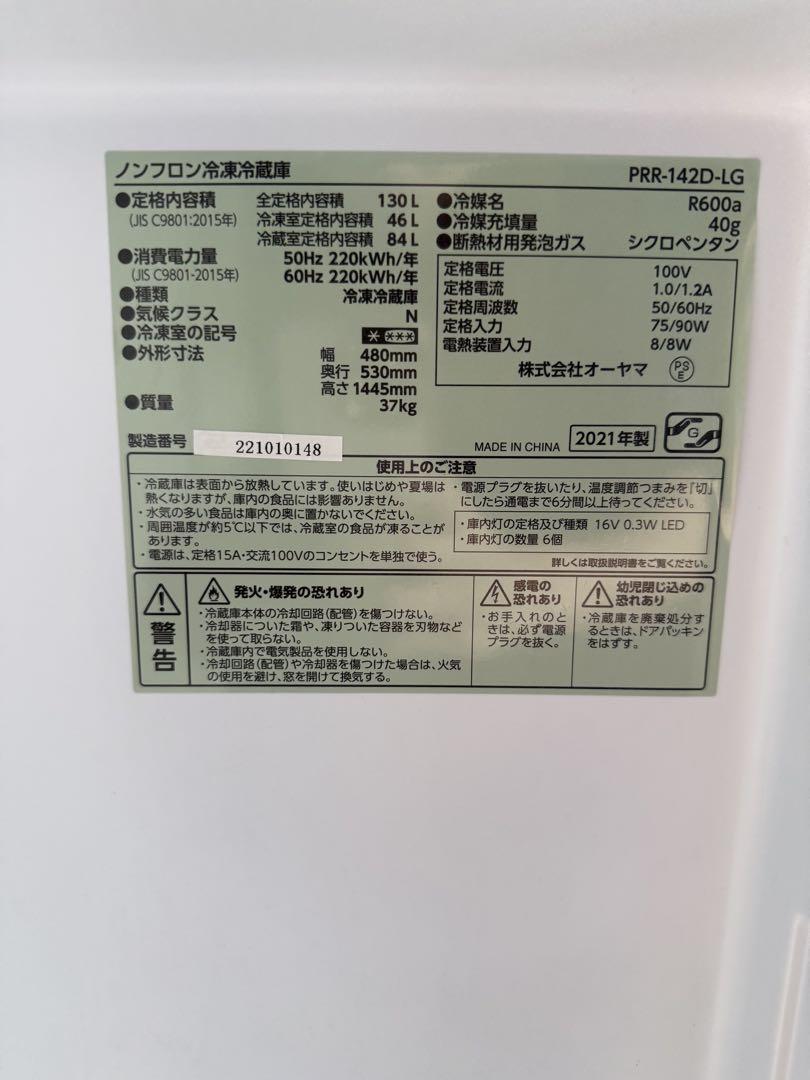 ノンフロン冷凍冷蔵庫
PRR-142D-LG
●定格内容積 全定格内容積 130L
(JIS C9801:2015年) 冷凍室定格内容積 46L
冷蔵室定格内容積 84L
●消費電力量 50Hz 220kWh/年
(JIS C9801-2015年) 60Hz 220kWh/年
●種類 冷凍冷蔵庫
●気候クラス N
●冷凍室の記号 * ***
●外形寸法 幅 480mm
奥行 530mm
高さ 1445mm
●質量 37kg
●冷媒名 R600a
●冷媒充填量 40g
●断熱材用発泡ガス シクロペンタン
定格電圧 100V
定格電流 1.0/1.2A
定格周波数 50/60Hz
定格入力 75/90W
電熱装置入力 8/8W
株式会社オーヤマ PSE
製造番号 221010148
MADE IN CHINA 2021年製 G
使用上のご注意
・冷蔵庫は表面から放熱しています。使いはじめや夏場は
熱くなりますが、庫内の食品には影響ありません。
・水気の多い食品は庫内の奥に置かないでください。
・周囲温度が約5℃以下では、冷蔵室の食品が凍ることが
あります。
・電源は、定格15A・交流100Vのコンセントを単独で使う。
・電源プラグを抜いたり、温度調節つまみを「切」
にしたら通電まで6分間以上待ってください。
・庫内灯の定格及び種類 16V 0.3W LED
・庫内灯の数量 6個
詳しくは取扱説明書をご覧ください。
警告
発火・爆発の恐れあり
・冷蔵庫本体の冷却回路(配管)を傷つけない。
・冷却器についた霜や、凍りついた容器を刃物など
を使って取らない。
・冷蔵庫内で電気製品を使用しない。
・冷却回路(配管)や冷却器を傷つけた場合は、火気
の使用を避け、窓を開けて換気する。
感電の
恐れあり
・お手入れのと
きは、必ず電源
プラグを抜く。
幼児閉じ込めの
恐れあり
・冷蔵庫を廃棄処分す
るときは、ドアパッキン
をはずす。